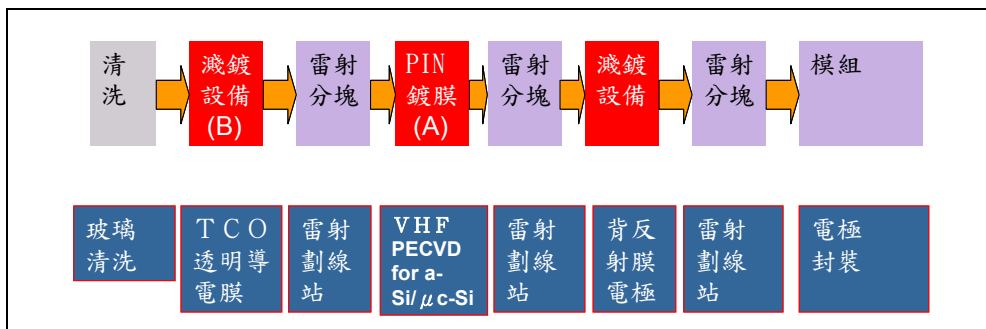 清
洗
濺鍍
設備
(B)
雷射
分塊
PIN
鍍膜
(A)
雷射
分塊
濺鍍
設備
雷射
分塊
模組
玻璃
清洗
TCO
透明導
電膜
雷射
劃線
站
VHF
PECVD
for a-
Si/μc-Si
雷射
劃線
站
背反
射膜
電極
雷射
劃線
站
電極
封裝